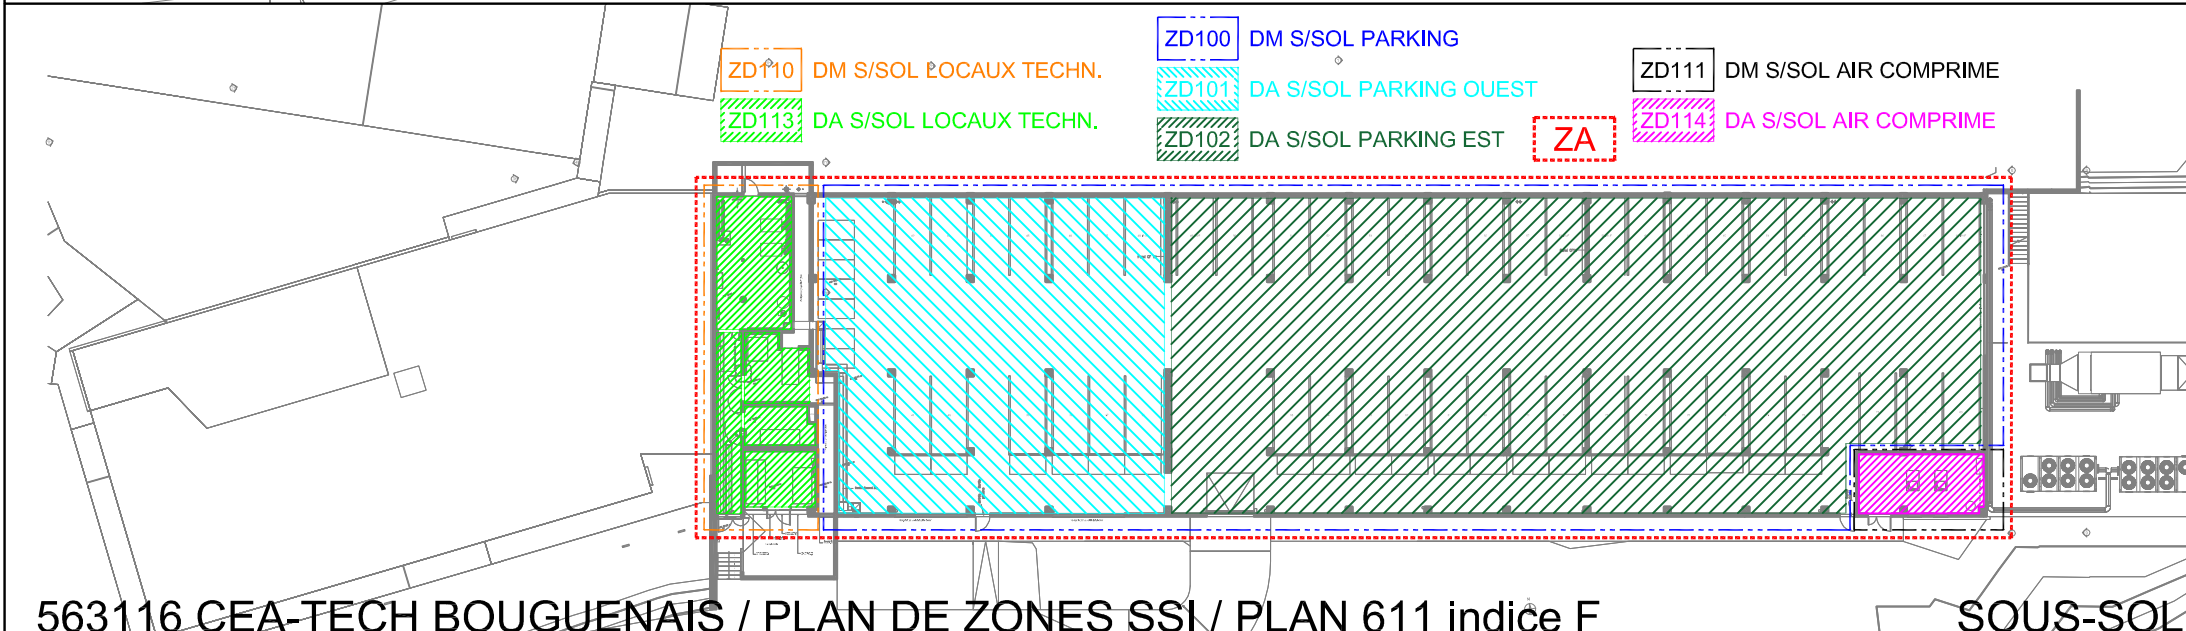 ZD110 DM S/SOL LOCAUX TECHN.
ZD113 DA S/SOL LOCAUX TECHN.
ZD100 DM S/SOL PARKING
ZD101 DA S/SOL PARKING OUEST
ZD102 DA S/SOL PARKING EST
ZA
ZD111 DM S/SOL AIR COMPRIME
ZD114 DA S/SOL AIR COMPRIME
563116 CEA-TECH BOUGUENAIS / PLAN DE ZONES SSI / PLAN 611 indice F
SOUS-SOL